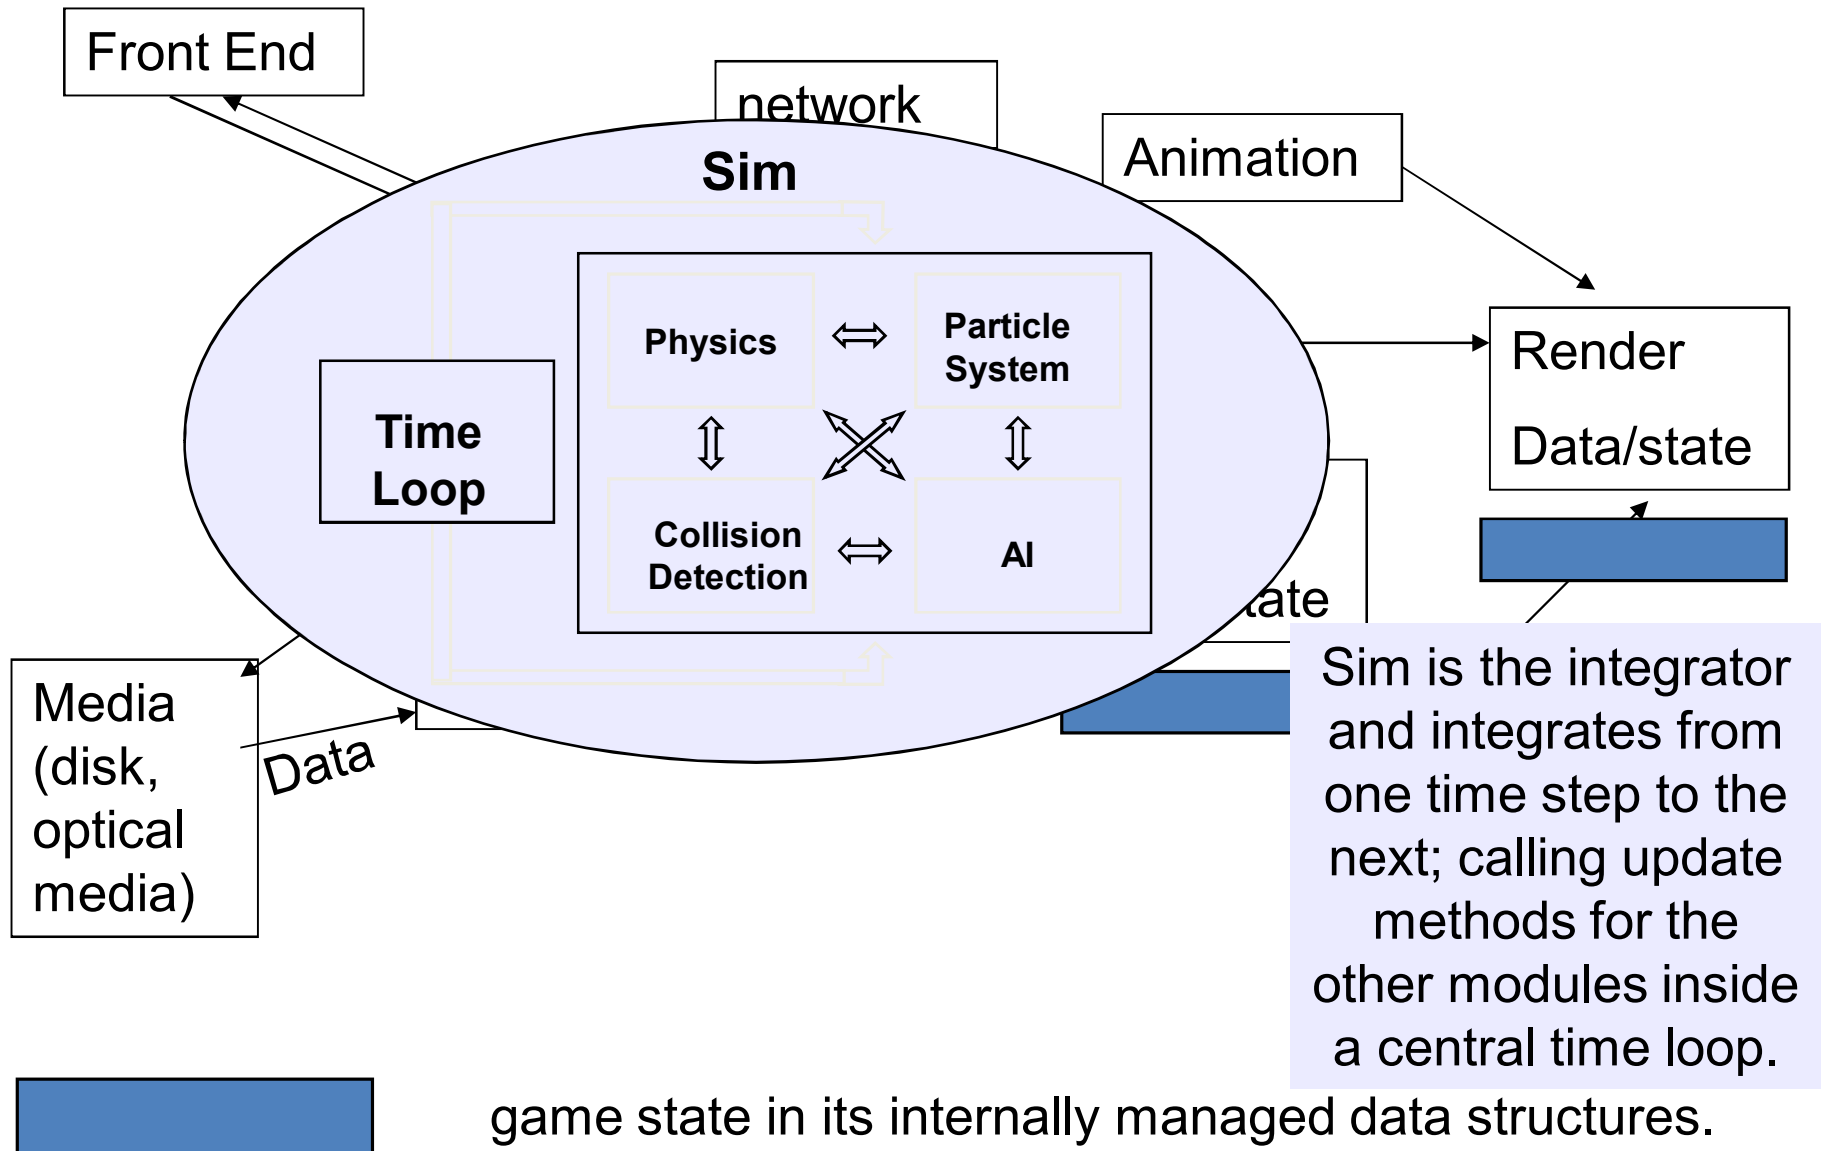 Front End
network
Sim
Animation
Physics
Particle
System
Render
Data/state
Time
Loop
Collision
Detection
AI
Media
(disk,
optical
media)
Data
Sim is the integrator
and integrates from
one time step to the
next; calling update
methods for the
other modules inside
a central time loop.
game state in its internally managed data structures.